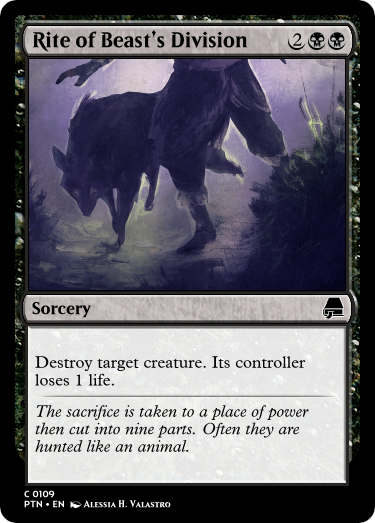 Rite of Beast's Division 2
Sorcery
Destroy target creature. Its controller
loses 1 life.
The sacrifice is taken to a place of power
then cut into nine parts. Often they are
hunted like an animal.
C 0109
PTN • EN Alessia H. Valastro